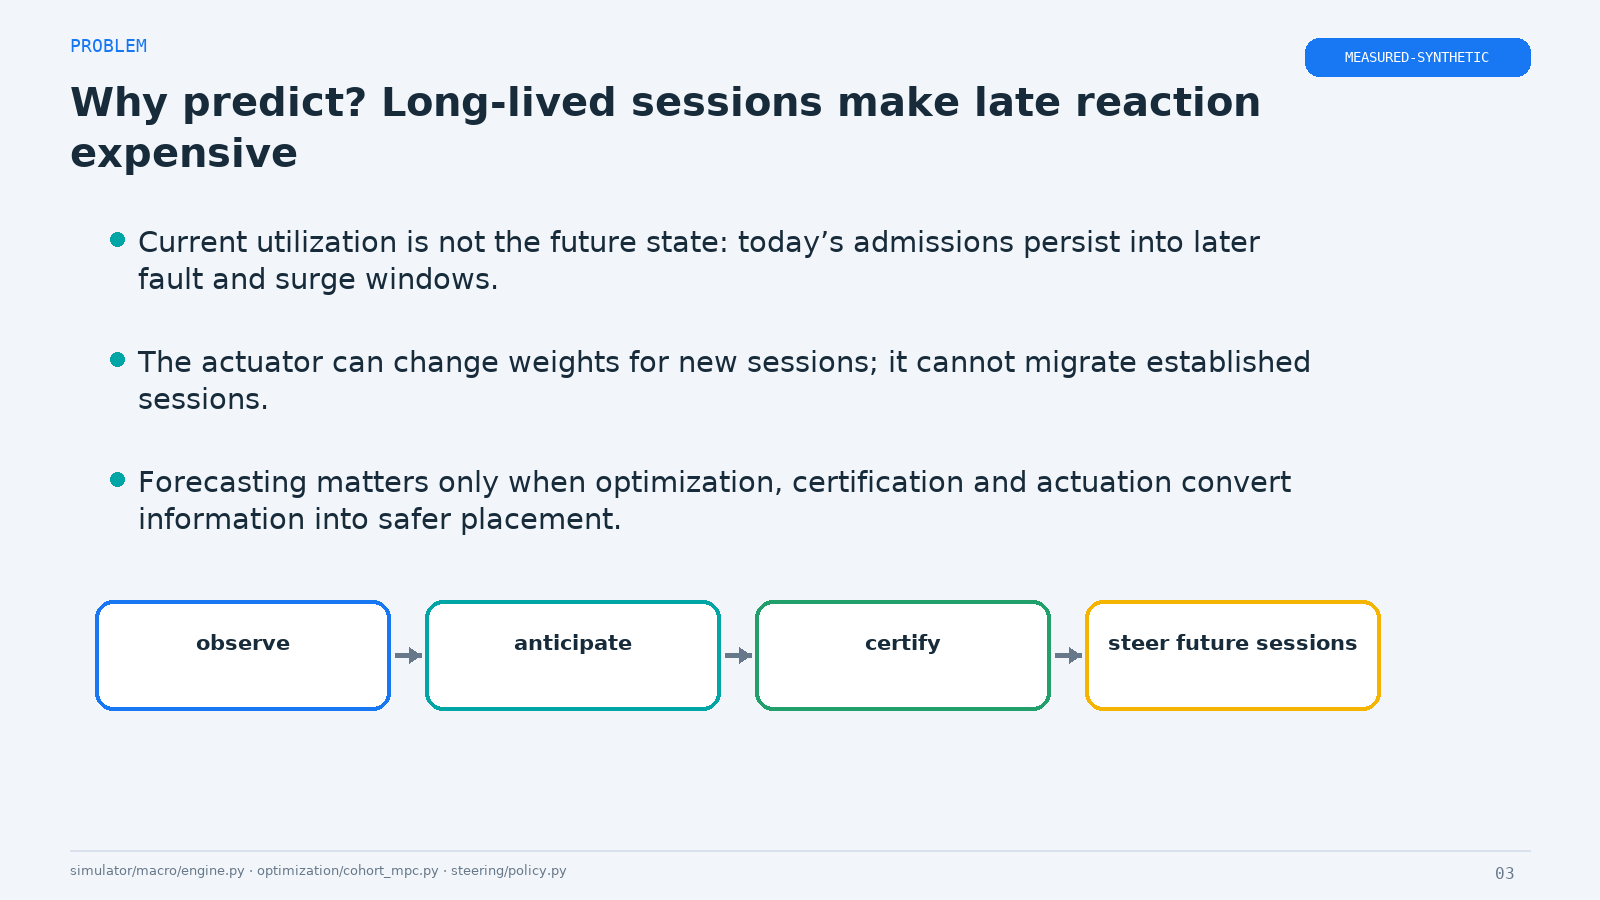 PROBLEM
MEASURED-SYNTHETIC
Why predict? Long-lived sessions make late reaction
expensive
Current utilization is not the future state: today’s admissions persist into later
fault and surge windows.
The actuator can change weights for new sessions; it cannot migrate established
sessions.
Forecasting matters only when optimization, certification and actuation convert
information into safer placement.
observe
anticipate
certify
steer future sessions
simulator/macro/engine.py · optimization/cohort_mpc.py · steering/policy.py
03